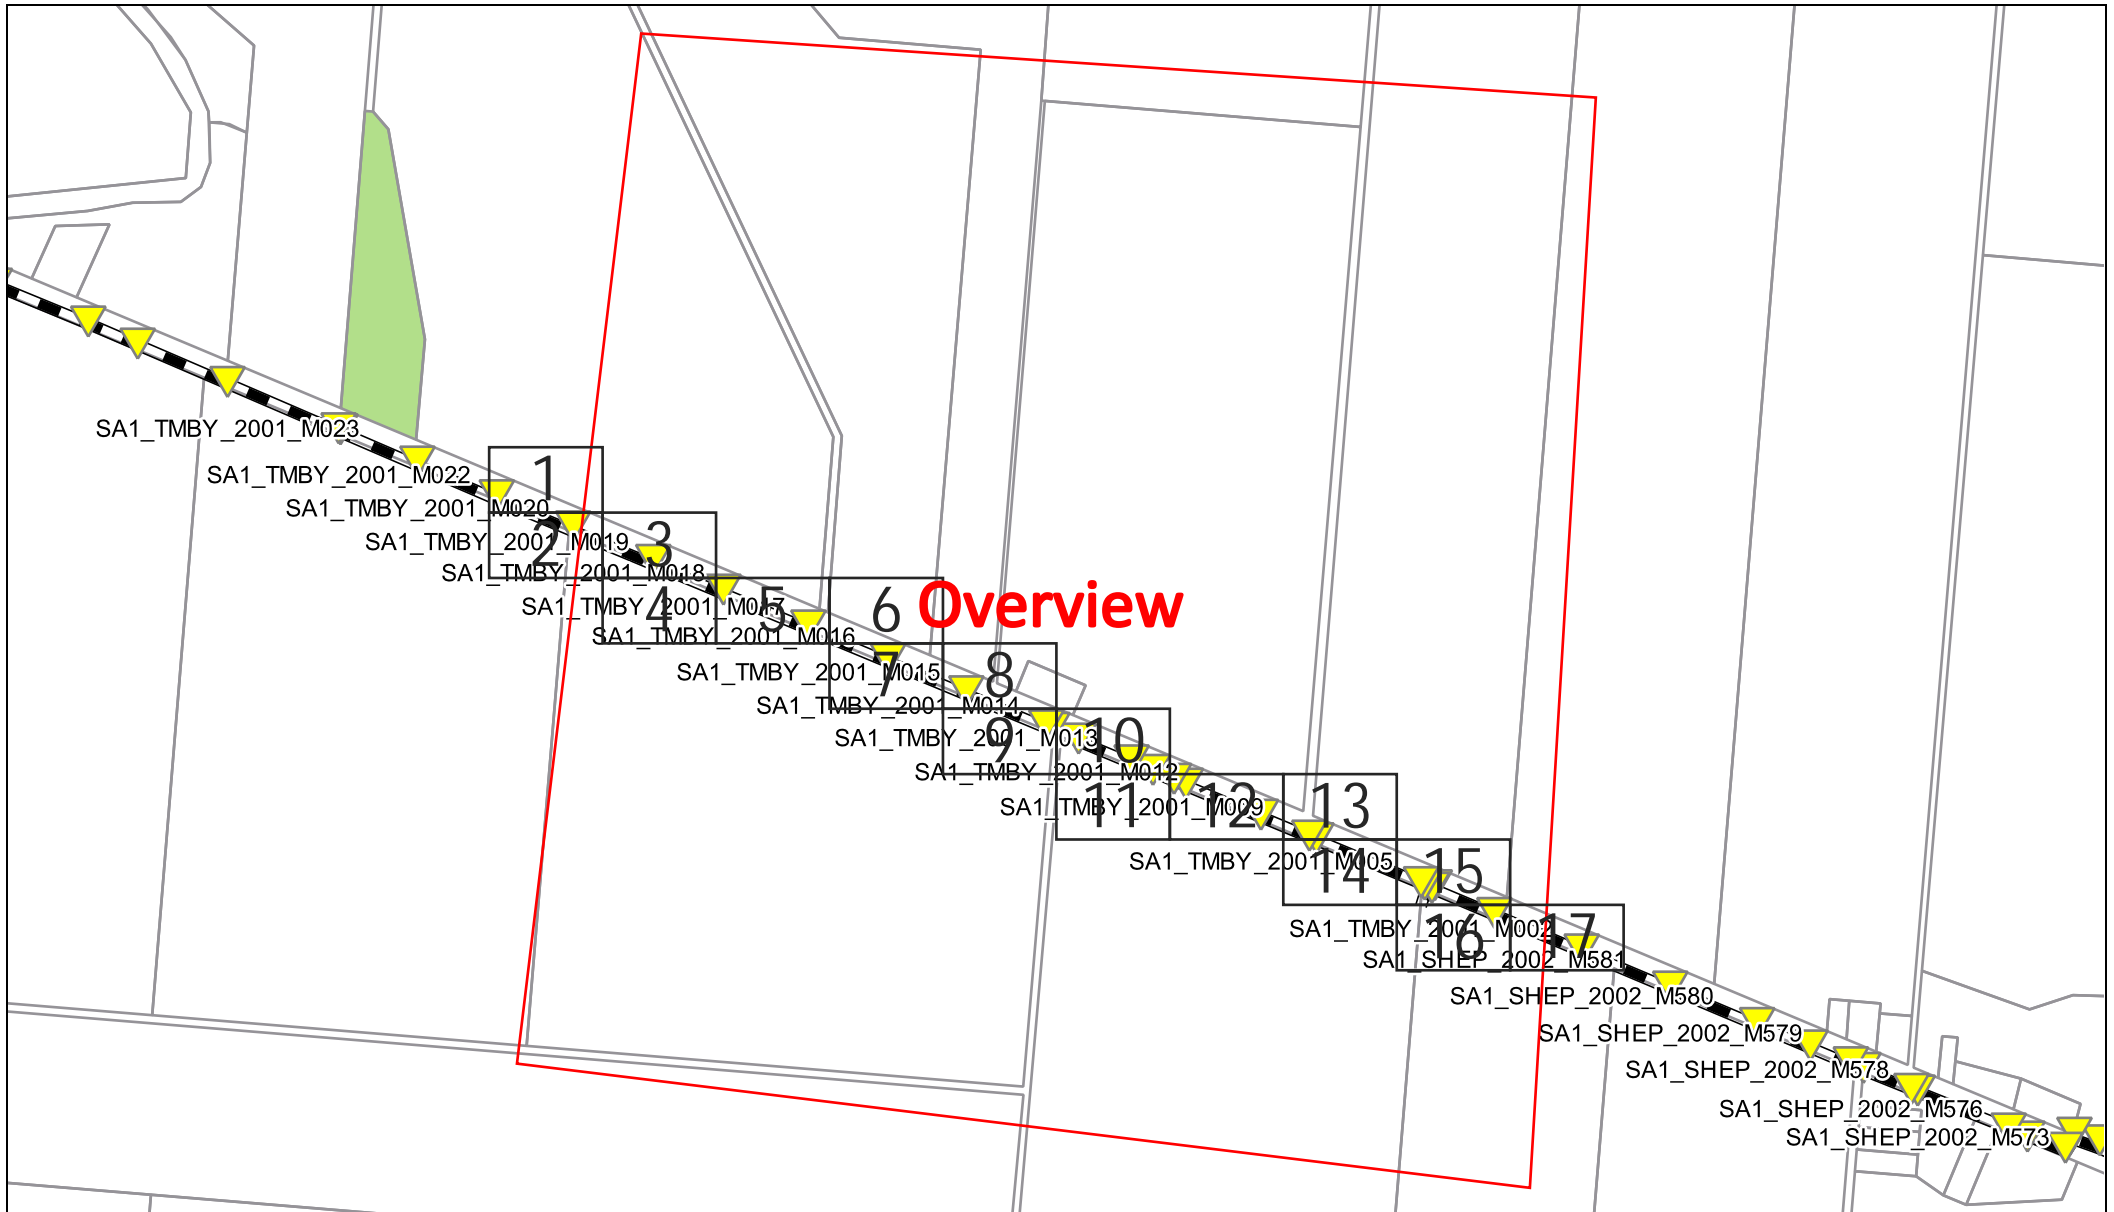 SA1_TMBY_2001_M023
SA1_TMBY_2001_M022
1
SA1_TMBY_2001_M020
SA1_TMBY_2001_M019
2
3
SA1_TMBY_2001_M018
SA1_TMBY_2001_M017
4
5
6
Overview
SA1_TMBY_2001_M016
SA1_TMBY_2001_M015
7
8
SA1_TMBY_2001_M014
SA1_TMBY_2001_M013
9
10
SA1_TMBY_2001_M012
SA1_TMBY_2001_M009
11
12
13
SA1_TMBY_2001_M005
14
15
SA1_TMBY_2001_M002
16
17
SA1_SHEP_2002_M581
SA1_SHEP_2002_M580
SA1_SHEP_2002_M579
SA1_SHEP_2002_M578
SA1_SHEP_2002_M576
SA1_SHEP_2002_M573